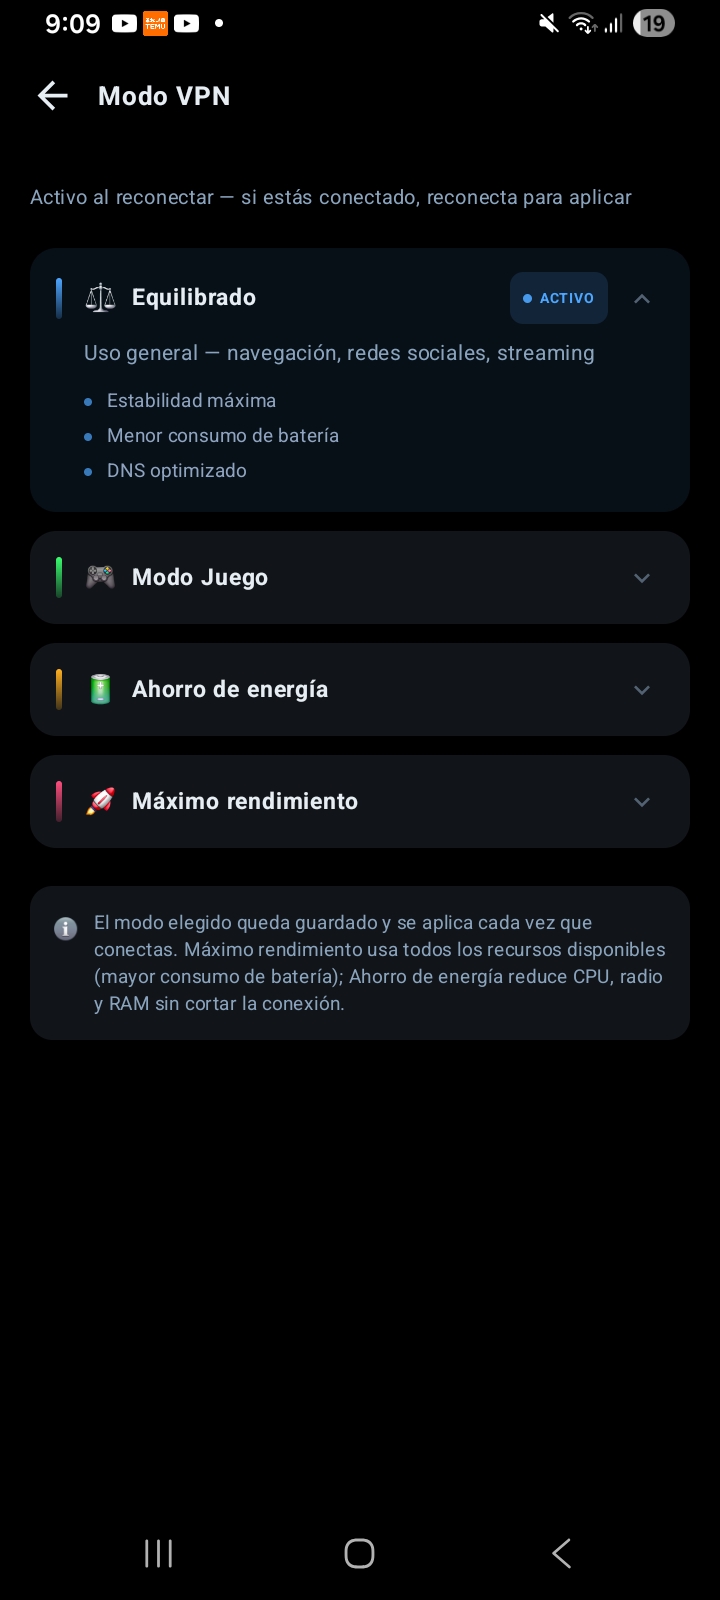 9:09
TEMU
19
Modo VPN
Activo al reconectar — si estás conectado, reconecta para aplicar
Equilibrado
ACTIVO
Uso general — navegación, redes sociales, streaming
Estabilidad máxima
Menor consumo de batería
DNS optimizado
Modo Juego
Ahorro de energía
Máximo rendimiento
El modo elegido queda guardado y se aplica cada vez que
conectas. Máximo rendimiento usa todos los recursos disponibles
(mayor consumo de batería); Ahorro de energía reduce CPU, radio
y RAM sin cortar la conexión.